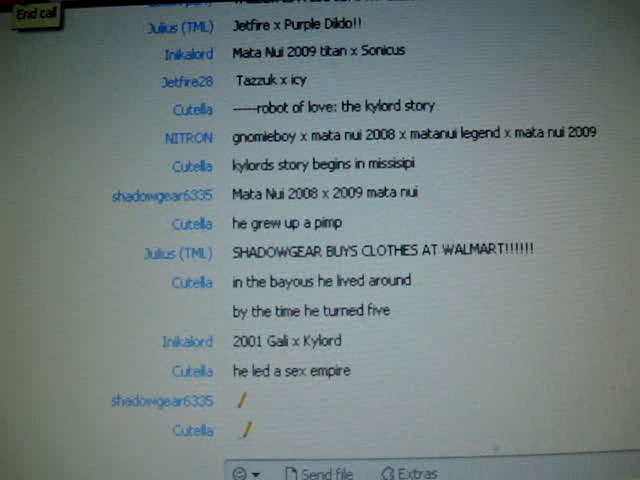 End call
Julius (TML) Jetfire x Purple Dildo!!
Inikalord Mata Nui 2009 titan x Sonicus
Jetfire28 Tazzuk x icy
Cutella -----robot of love: the kylord story
NITRON gnomieboy x mata nui 2008 x matanui legend x mata nui 2009
Cutella kylords story begins in missisipi
shadowgear6335 Mata Nui 2008 x 2009 mata nui
Cutella he grew up a pimp
Julius (TML) SHADOWGEAR BUYS CLOTHES AT WALMART!!!!!!
Cutella in the bayous he lived around
by the time he turned five
Inikalord 2001 Gali x Kylord
Cutella he led a sex empire
shadowgear6335
Cutella
Send file Extras